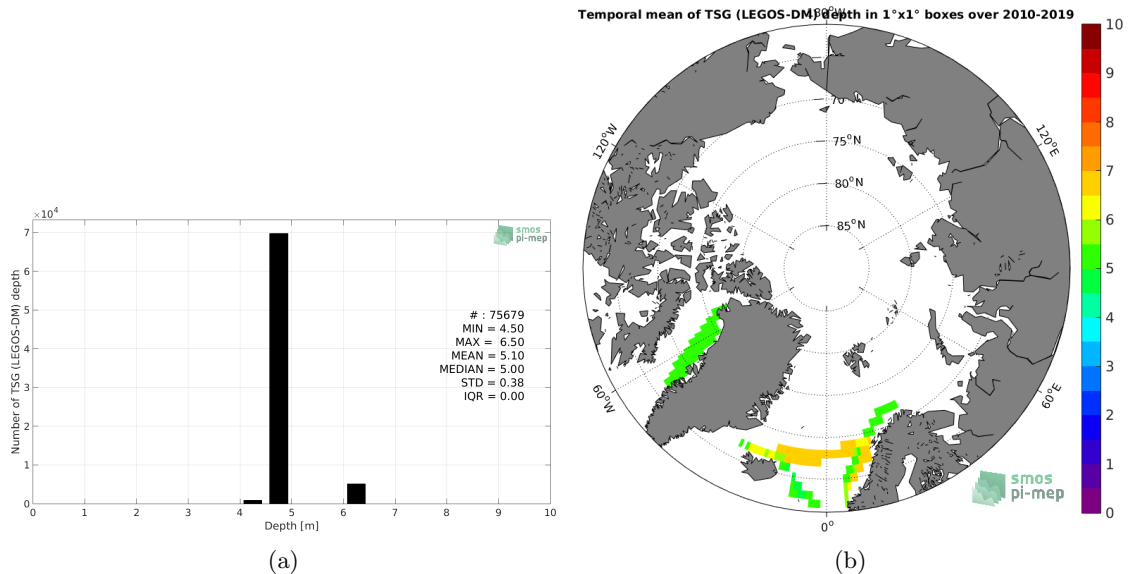 ×10⁴
7
6
5
4
3
2
1
0
Number of TSG (LEGOS-DM) depth
smos
pi-mep
# : 75679
MIN = 4.50
MAX = 6.50
MEAN = 5.10
MEDIAN = 5.00
STD = 0.38
IQR = 0.00
0 1 2 3 4 5 6 7 8 9 10
Depth [m]
(a)
Temporal mean of TSG (LEGOS-DM) depth in 1°x1° boxes over 2010-2019
180°W
120°W
120°E
70
75°N
80°N
85°N
60°W
60°E
0°
smos
pi-mep
10
9
8
7
6
5
4
3
2
1
0
(b)